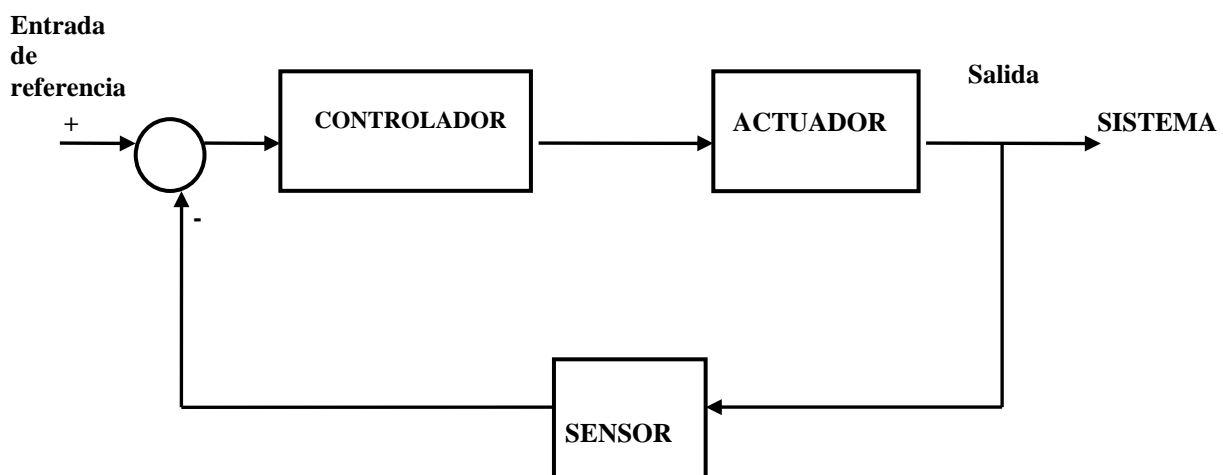 Entrada
de
referencia
+
CONTROLADOR
ACTUADOR
Salida
SISTEMA
-
SENSOR